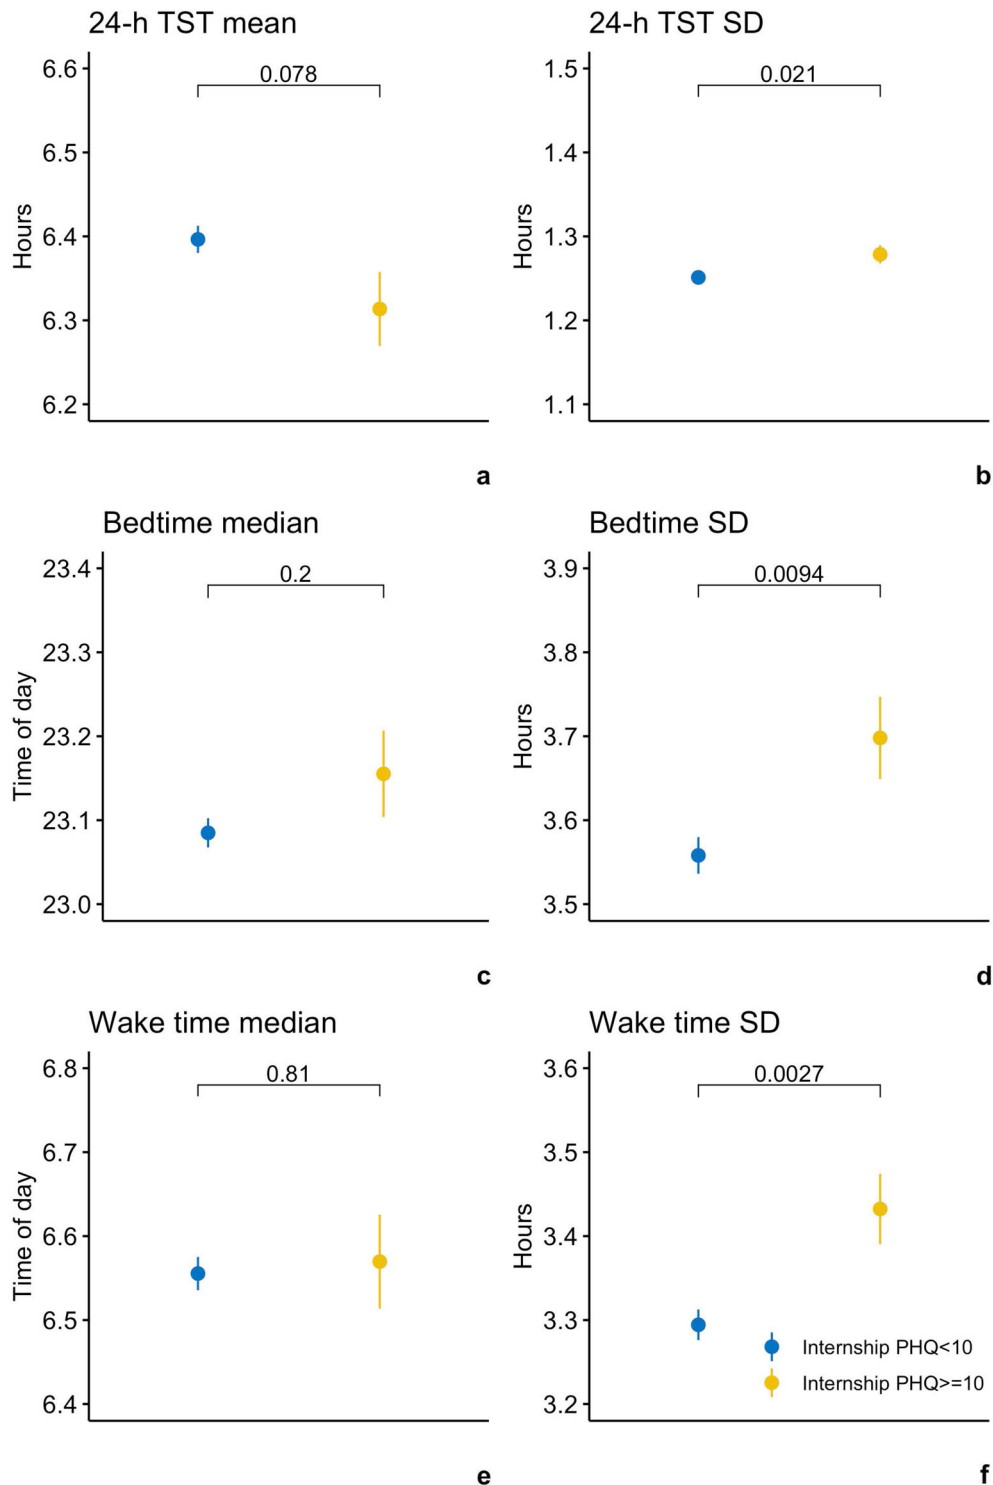 24-h TST mean
24-h TST SD
6.6
6.5
6.4
6.3
6.2
Hours
0.078
a
1.5
1.4
1.3
1.2
1.1
Hours
0.021
b
Bedtime median
Bedtime SD
23.4
23.3
23.2
23.1
23.0
Time of day
0.2
c
3.9
3.8
3.7
3.6
3.5
Hours
0.0094
d
Wake time median
Wake time SD
6.8
6.7
6.6
6.5
6.4
Time of day
0.81
e
3.6
3.5
3.4
3.3
3.2
Hours
0.0027
Internship PHQ<10
Internship PHQ>=10
f